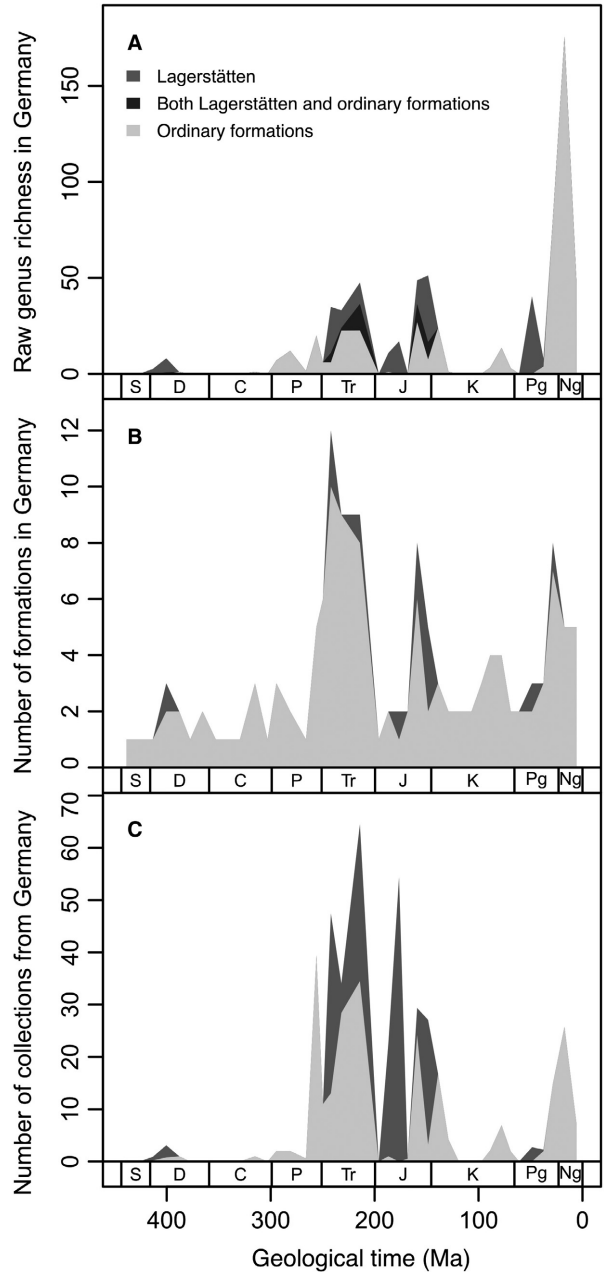 A
Lagerstätten
Both Lagerstätten and ordinary formations
Ordinary formations
Raw genus richness in Germany
150
100
50
0
S D C P Tr J K Pg Ng
B
Number of formations in Germany
12
10
8
6
4
2
0
S D C P Tr J K Pg Ng
C
Number of collections from Germany
70
60
50
40
30
20
10
0
S D C P Tr J K Pg Ng
400 300 200 100 0
Geological time (Ma)